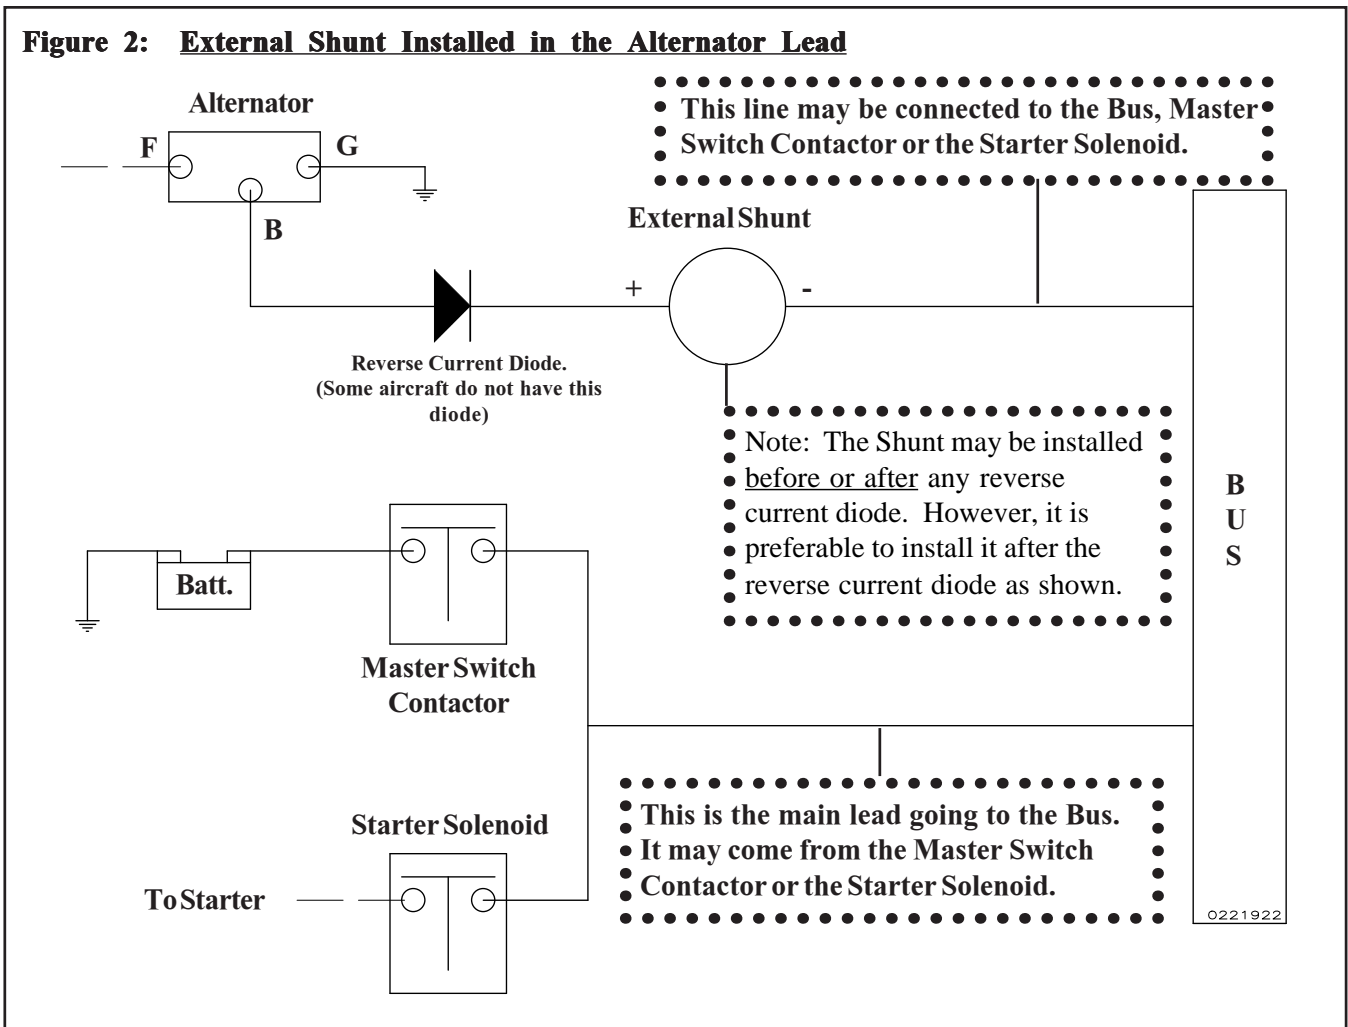 Figure 2: External Shunt Installed in the Alternator Lead
Alternator
F
G
B
This line may be connected to the Bus, Master
Switch Contactor or the Starter Solenoid.
External Shunt
+
-
Reverse Current Diode.
(Some aircraft do not have this
diode)
Note: The Shunt may be installed
before or after any reverse
current diode. However, it is
preferable to install it after the
reverse current diode as shown.
B
U
S
Batt.
Master Switch
Contactor
Starter Solenoid
To Starter
This is the main lead going to the Bus.
It may come from the Master Switch
Contactor or the Starter Solenoid.
0221922